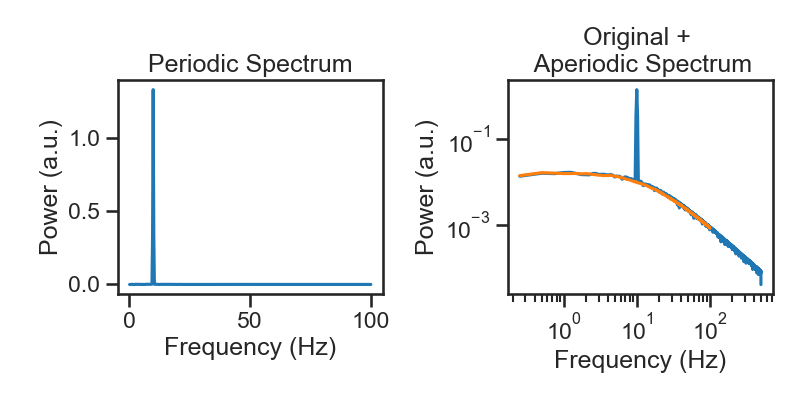 Periodic Spectrum
Power (a.u.)
1.0
0.5
0.0
0 50 100
Frequency (Hz)
Original +
Aperiodic Spectrum
Power (a.u.)
10⁻¹
10⁻³
10⁰ 10¹ 10²
Frequency (Hz)